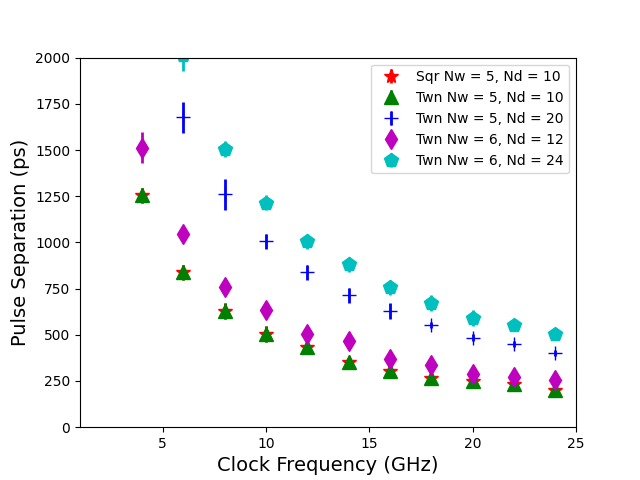 2000
1750
1500
1250
1000
750
500
250
0
Pulse Separation (ps)
Sqr Nw = 5, Nd = 10
Twn Nw = 5, Nd = 10
Twn Nw = 5, Nd = 20
Twn Nw = 6, Nd = 12
Twn Nw = 6, Nd = 24
5 10 15 20 25
Clock Frequency (GHz)